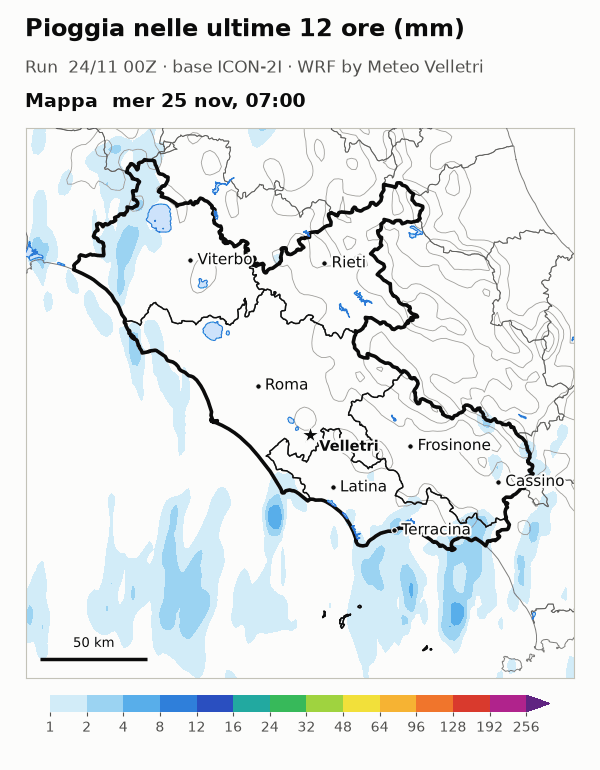 Pioggia nelle ultime 12 ore (mm)
Run  24/11 00Z · base ICON-2I · WRF by Meteo Velletri
Mappa  mer 25 nov, 07:00
Viterbo
Rieti
Roma
Velletri
Frosinone
Latina
Cassino
Terracina
50 km
1 2 4 8 12 16 24 32 48 64 96 128 192 256